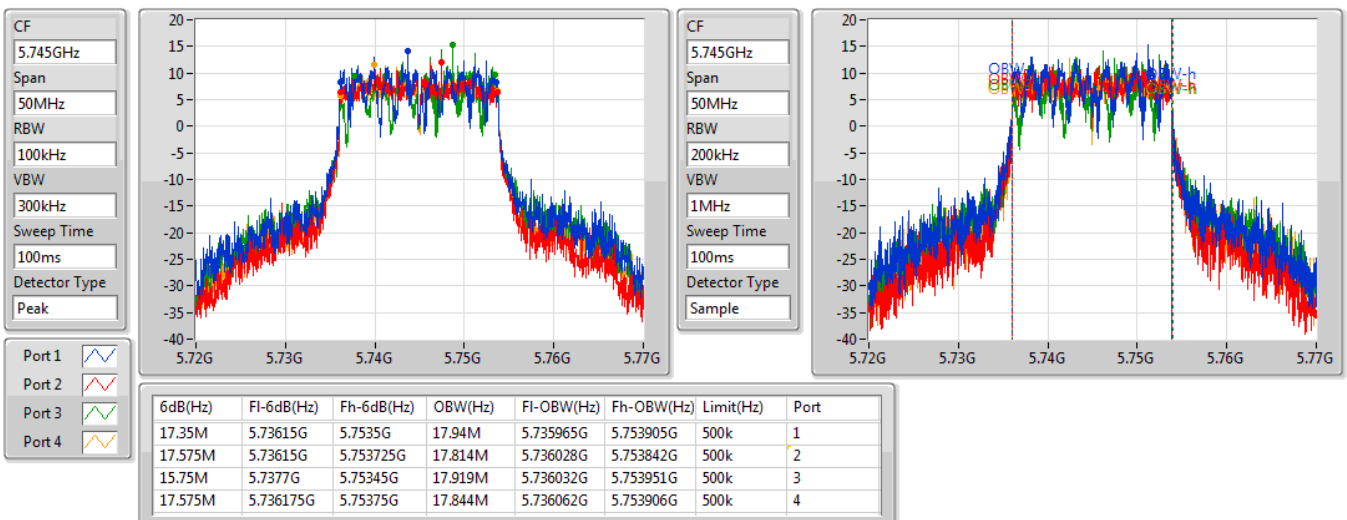 CF
5.745GHz
Span
50MHz
RBW
100kHz
VBW
300kHz
Sweep Time
100ms
Detector Type
Peak
20
15
10
5
0
-5
-10
-15
-20
-25
-30
-35
-40
5.72G 5.73G 5.74G 5.75G 5.76G 5.77G
CF
5.745GHz
Span
50MHz
RBW
200kHz
VBW
1MHz
Sweep Time
100ms
Detector Type
Sample
20
15
10
5
0
-5
-10
-15
-20
-25
-30
-35
-40
OBW-h
5.72G 5.73G 5.74G 5.75G 5.76G 5.77G
Port 1
Port 2
Port 3
Port 4
6dB(Hz) Fl-6dB(Hz) Fh-6dB(Hz) OBW(Hz) Fl-OBW(Hz) Fh-OBW(Hz) Limit(Hz) Port
17.35M 5.73615G 5.7535G 17.94M 5.735965G 5.753905G 500k 1
17.575M 5.73615G 5.753725G 17.814M 5.736028G 5.753842G 500k 2
15.75M 5.7377G 5.75345G 17.919M 5.736032G 5.753951G 500k 3
17.575M 5.736175G 5.75375G 17.844M 5.736062G 5.753906G 500k 4